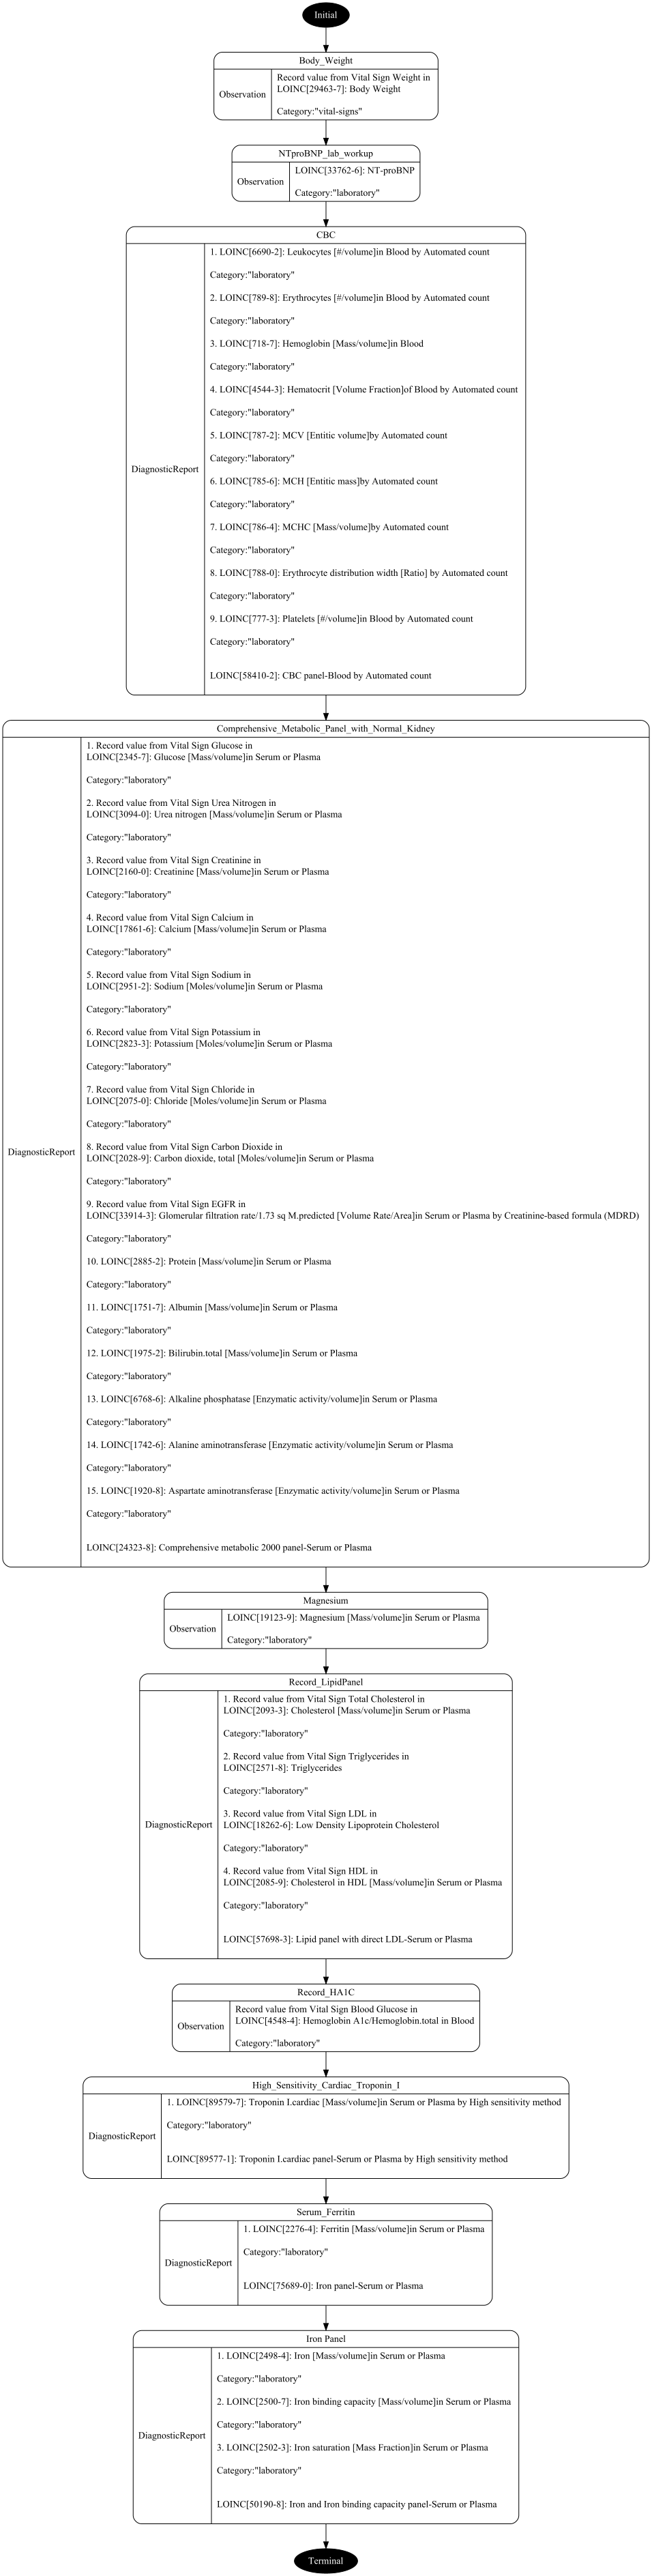 Initial
Body_Weight
Observation
Record value from Vital Sign Weight in
LOINC[29463-7]: Body Weight
Category:"vital-signs"
NTproBNP_lab_workup
Observation
LOINC[33762-6]: NT-proBNP
Category:"laboratory"
CBC
DiagnosticReport
1. LOINC[6690-2]: Leukocytes [#/volume]in Blood by Automated count
Category:"laboratory"
2. LOINC[789-8]: Erythrocytes [#/volume]in Blood by Automated count
Category:"laboratory"
3. LOINC[718-7]: Hemoglobin [Mass/volume]in Blood
Category:"laboratory"
4. LOINC[4544-3]: Hematocrit [Volume Fraction]of Blood by Automated count
Category:"laboratory"
5. LOINC[787-2]: MCV [Entitic volume]by Automated count
Category:"laboratory"
6. LOINC[785-6]: MCH [Entitic mass]by Automated count
Category:"laboratory"
7. LOINC[786-4]: MCHC [Mass/volume]by Automated count
Category:"laboratory"
8. LOINC[788-0]: Erythrocyte distribution width [Ratio] by Automated count
Category:"laboratory"
9. LOINC[777-3]: Platelets [#/volume]in Blood by Automated count
Category:"laboratory"
LOINC[58410-2]: CBC panel-Blood by Automated count
Comprehensive_Metabolic_Panel_with_Normal_Kidney
DiagnosticReport
1. Record value from Vital Sign Glucose in
LOINC[2345-7]: Glucose [Mass/volume]in Serum or Plasma
Category:"laboratory"
2. Record value from Vital Sign Urea Nitrogen in
LOINC[3094-0]: Urea nitrogen [Mass/volume]in Serum or Plasma
Category:"laboratory"
3. Record value from Vital Sign Creatinine in
LOINC[2160-0]: Creatinine [Mass/volume]in Serum or Plasma
Category:"laboratory"
4. Record value from Vital Sign Calcium in
LOINC[17861-6]: Calcium [Mass/volume]in Serum or Plasma
Category:"laboratory"
5. Record value from Vital Sign Sodium in
LOINC[2951-2]: Sodium [Moles/volume]in Serum or Plasma
Category:"laboratory"
6. Record value from Vital Sign Potassium in
LOINC[2823-3]: Potassium [Moles/volume]in Serum or Plasma
Category:"laboratory"
7. Record value from Vital Sign Chloride in
LOINC[2075-0]: Chloride [Moles/volume]in Serum or Plasma
Category:"laboratory"
8. Record value from Vital Sign Carbon Dioxide in
LOINC[2028-9]: Carbon dioxide, total [Moles/volume]in Serum or Plasma
Category:"laboratory"
9. Record value from Vital Sign EGFR in
LOINC[33914-3]: Glomerular filtration rate/1.73 sq M.predicted [Volume Rate/Area]in Serum or Plasma by Creatinine-based formula (MDRD)
Category:"laboratory"
10. LOINC[2885-2]: Protein [Mass/volume]in Serum or Plasma
Category:"laboratory"
11. LOINC[1751-7]: Albumin [Mass/volume]in Serum or Plasma
Category:"laboratory"
12. LOINC[1975-2]: Bilirubin.total [Mass/volume]in Serum or Plasma
Category:"laboratory"
13. LOINC[6768-6]: Alkaline phosphatase [Enzymatic activity/volume]in Serum or Plasma
Category:"laboratory"
14. LOINC[1742-6]: Alanine aminotransferase [Enzymatic activity/volume]in Serum or Plasma
Category:"laboratory"
15. LOINC[1920-8]: Aspartate aminotransferase [Enzymatic activity/volume]in Serum or Plasma
Category:"laboratory"
LOINC[24323-8]: Comprehensive metabolic 2000 panel-Serum or Plasma
Magnesium
Observation
LOINC[19123-9]: Magnesium [Mass/volume]in Serum or Plasma
Category:"laboratory"
Record_LipidPanel
DiagnosticReport
1. Record value from Vital Sign Total Cholesterol in
LOINC[2093-3]: Cholesterol [Mass/volume]in Serum or Plasma
Category:"laboratory"
2. Record value from Vital Sign Triglycerides in
LOINC[2571-8]: Triglycerides
Category:"laboratory"
3. Record value from Vital Sign LDL in
LOINC[18262-6]: Low Density Lipoprotein Cholesterol
Category:"laboratory"
4. Record value from Vital Sign HDL in
LOINC[2085-9]: Cholesterol in HDL [Mass/volume]in Serum or Plasma
Category:"laboratory"
LOINC[57698-3]: Lipid panel with direct LDL-Serum or Plasma
Record_HA1C
Observation
Record value from Vital Sign Blood Glucose in
LOINC[4548-4]: Hemoglobin A1c/Hemoglobin.total in Blood
Category:"laboratory"
High_Sensitivity_Cardiac_Troponin_I
DiagnosticReport
1. LOINC[89579-7]: Troponin I.cardiac [Mass/volume]in Serum or Plasma by High sensitivity method
Category:"laboratory"
LOINC[89577-1]: Troponin I.cardiac panel-Serum or Plasma by High sensitivity method
Serum_Ferritin
DiagnosticReport
1. LOINC[2276-4]: Ferritin [Mass/volume]in Serum or Plasma
Category:"laboratory"
LOINC[75689-0]: Iron panel-Serum or Plasma
Iron Panel
DiagnosticReport
1. LOINC[2498-4]: Iron [Mass/volume]in Serum or Plasma
Category:"laboratory"
2. LOINC[2500-7]: Iron binding capacity [Mass/volume]in Serum or Plasma
Category:"laboratory"
3. LOINC[2502-3]: Iron saturation [Mass Fraction]in Serum or Plasma
Category:"laboratory"
LOINC[50190-8]: Iron and Iron binding capacity panel-Serum or Plasma
Terminal